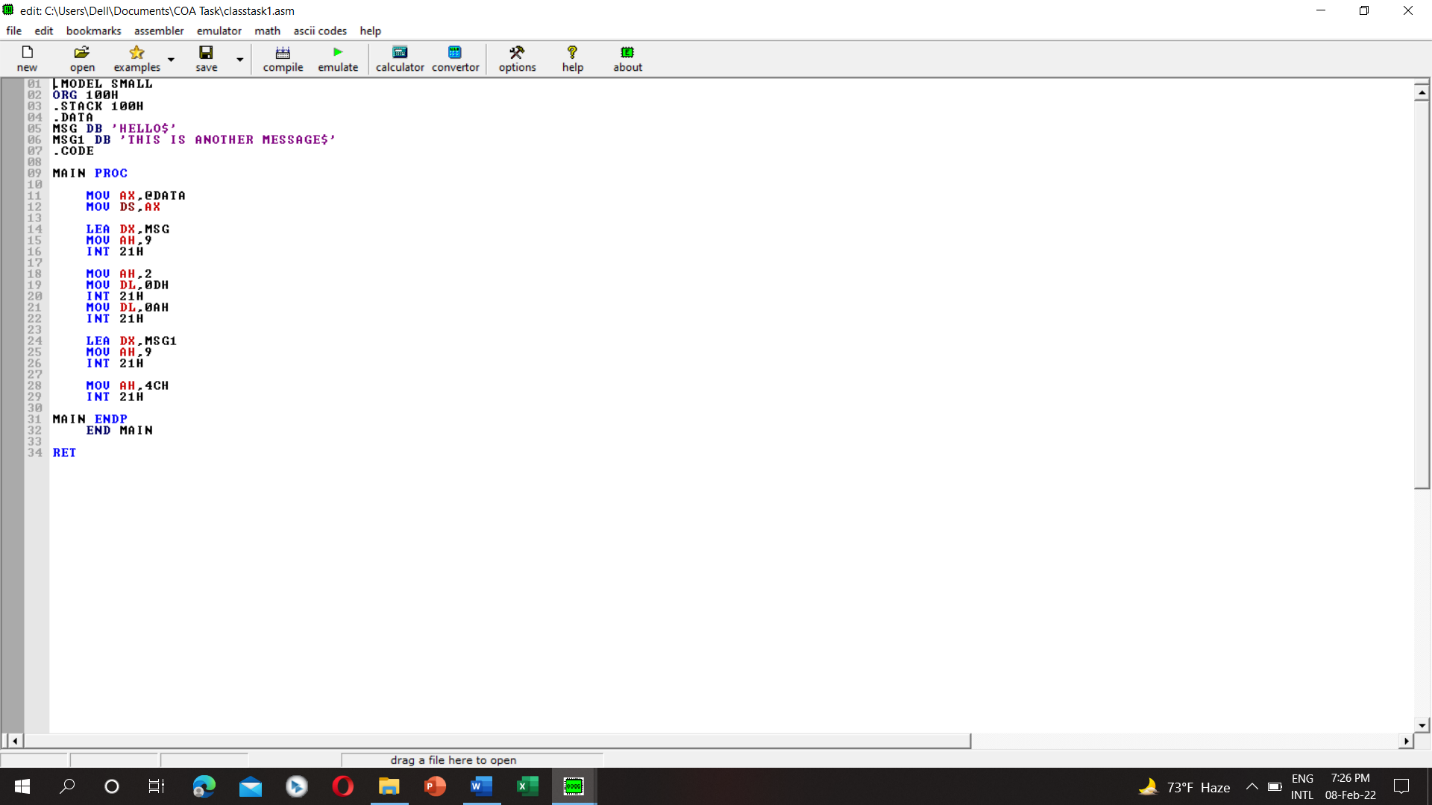 edit: C:\Users\Dell\Documents\COA Task\classtask1.asm
file edit bookmarks assembler emulator math ascii codes help
new open examples save compile emulate calculator convertor options help about
01 .MODEL SMALL
02 ORG 100H
03 .STACK 100H
04 .DATA
05 MSG DB 'HELLO$'
06 MSG1 DB 'THIS IS ANOTHER MESSAGE$'
07 .CODE
08
09 MAIN PROC
10
11 MOV AX,@DATA
12 MOV DS,AX
13
14 LEA DX,MSG
15 MOV AH,9
16 INT 21H
17
18 MOV AH,2
19 MOV DL,0DH
20 INT 21H
21 MOV DL,0AH
22 INT 21H
23
24 LEA DX,MSG1
25 MOV AH,9
26 INT 21H
27
28 MOV AH,4CH
29 INT 21H
30
31 MAIN ENDP
32 END MAIN
33
34 RET
drag a file here to open
73°F Haze ENG 7:26 PM
INTL 08-Feb-22